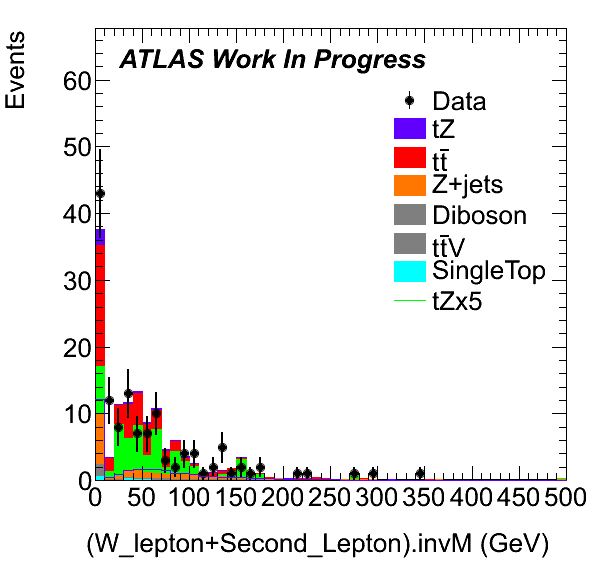 Events
ATLAS Work In Progress
Data
tZ
tt̄
Z+jets
Diboson
tt̄V
SingleTop
tZx5
60
50
40
30
20
10
0
0 50 100 150 200 250 300 350 400 450 500
(W_lepton+Second_Lepton).invM (GeV)